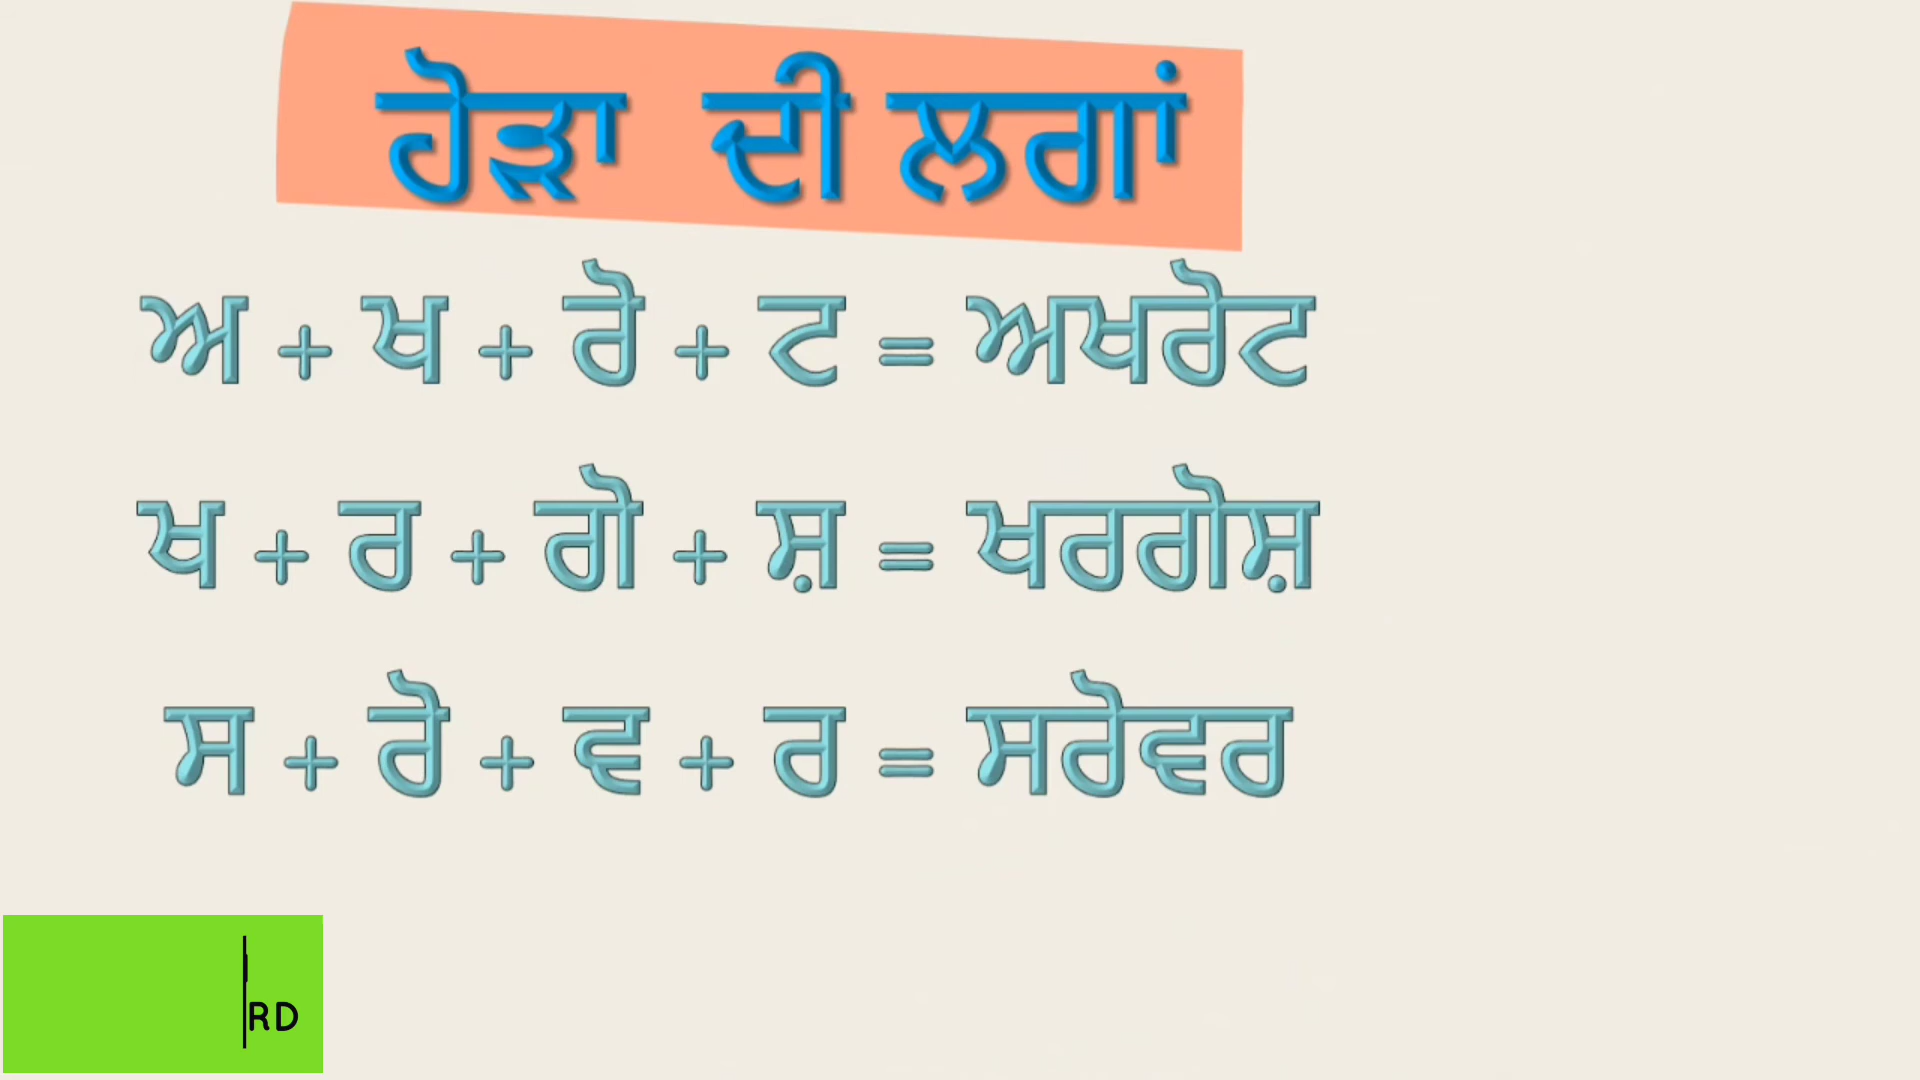 ਹੋੜਾ ਦੀ ਲਗਾਂ
ਅ + ਖ + ਰੋ + ਟ = ਅਖਰੋਟ
ਖ + ਰ + ਗੋ + ਸ਼ = ਖਰਗੋਸ਼
ਸ + ਰੋ + ਵ + ਰ = ਸਰੋਵਰ
RD